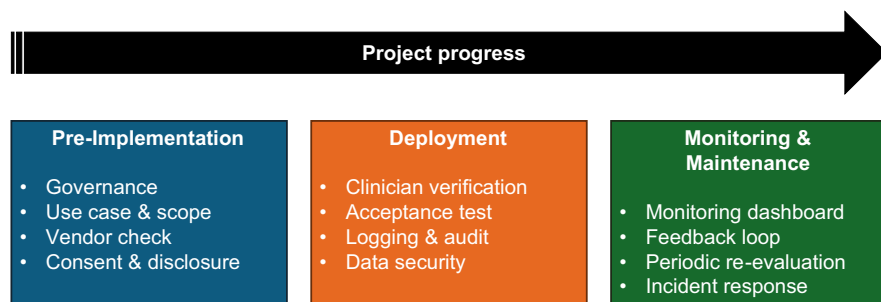 Project progress
Pre-Implementation
• Governance
• Use case & scope
• Vendor check
• Consent & disclosure
Deployment
• Clinician verification
• Acceptance test
• Logging & audit
• Data security
Monitoring &
Maintenance
• Monitoring dashboard
• Feedback loop
• Periodic re-evaluation
• Incident response